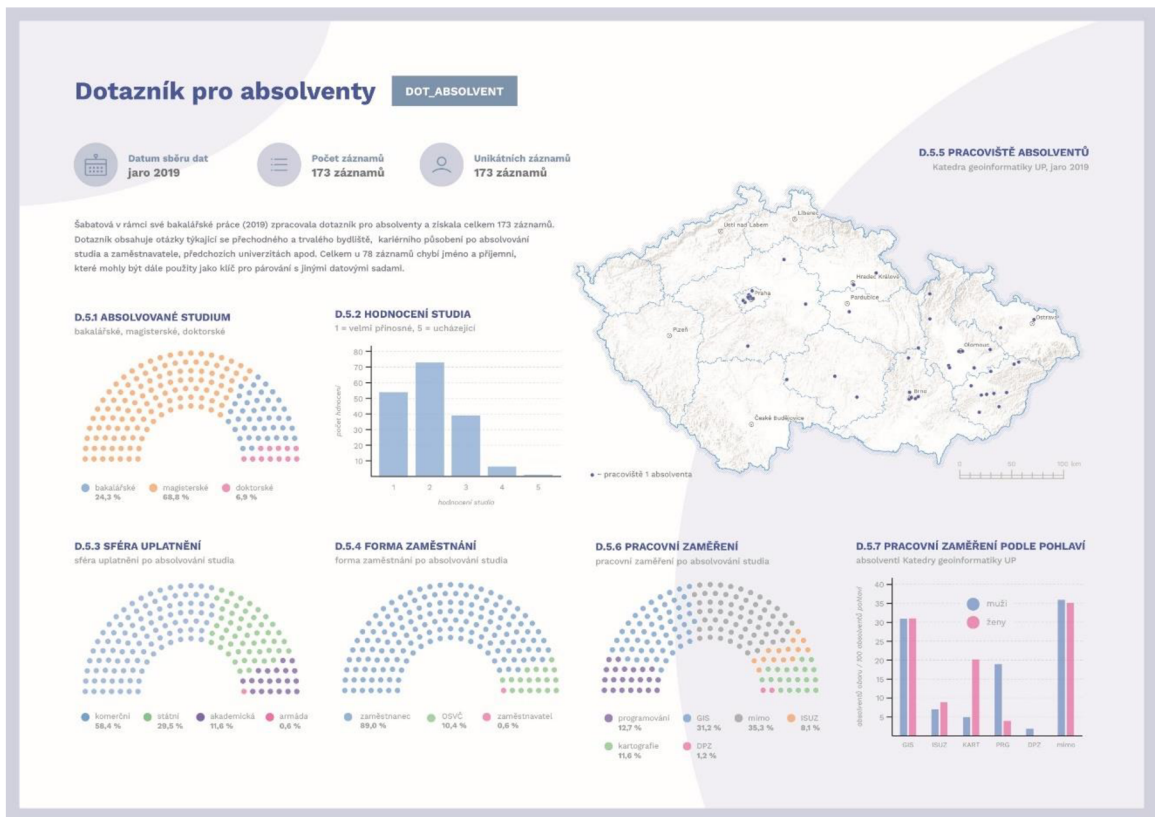 Dotazník pro absolventy
DOT_ABSOLVENT
Datum sběru dat
jaro 2019
Počet záznamů
173 záznamů
Unikátních záznamů
173 záznamů
Šabatová v rámci své bakalářské práce (2019) zpracovala dotazník pro absolventy a získala celkem 173 záznamů.
Dotazník obsahuje otázky týkající se přechodného a trvalého bydliště, kariérního působení po absolvování
studia a zaměstnavatele, předchozích univerzitách apod. Celkem u 78 záznamů chybí jméno a příjemní,
které mohly být dále použity jako klíč pro párování s jinými datovými sadami.
D.5.5 PRACOVIŠTĚ ABSOLVENTŮ
Katedra geoinformatiky UP, jaro 2019
Liberec
Ústí nad Labem
Hradec Králové
Praha
Pardubice
Plzeň
Ostrava
Olomouc
Brno
České Budějovice
– pracoviště 1 absolventa
0 50 100 km
D.5.1 ABSOLVOVANÉ STUDIUM
bakalářské, magisterské, doktorské
bakalářské magisterské doktorské
24,3 % 68,8 % 6,9 %
D.5.2 HODNOCENÍ STUDIA
1 = velmi přínosné, 5 = ucházející
počet hdnocení
80
70
60
50
40
30
20
10
1 2 3 4 5
hodnocení studia
D.5.3 SFÉRA UPLATNĚNÍ
sféra uplatnění po absolvování studia
komerční státní akademická armáda
58,4 % 29,5 % 11,6 % 0,6 %
D.5.4 FORMA ZAMĚSTNÁNÍ
forma zaměstnání po absolvování studia
zaměstnanec OSVČ zaměstnavatel
89,0 % 10,4 % 0,6 %
D.5.6 PRACOVNÍ ZAMĚŘENÍ
pracovní zaměření po absolvování studia
programování GIS mimo ISUZ
12,7 % 31,2 % 35,3 % 8,1 %
kartografie DPZ
11,6 % 1,2 %
D.5.7 PRACOVNÍ ZAMĚŘENÍ PODLE POHLAVÍ
absolventi Katedry geoinformatiky UP
absolventů oboru / 100 absolventů pohlaví
40
35
30
25
20
15
10
5
muži
ženy
GIS ISUZ KART PRG DPZ mimo